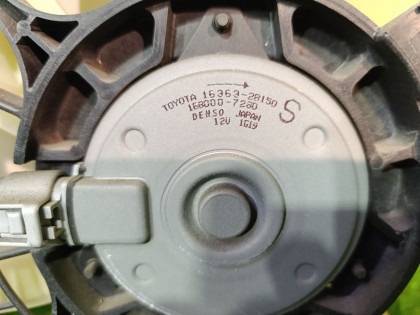 TOYOTA 16363-28150
168000-7280
DENSO JAPAN
12V 1G19
S